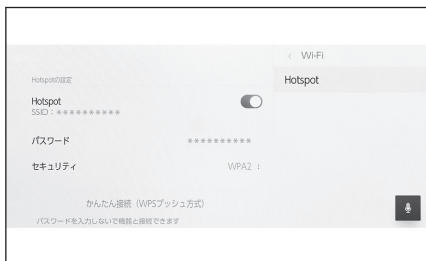 < Wi-Fi
Hotspot
Hotspotの設定
Hotspot
SSID：**********
パスワード **********
セキュリティ WPA2
かんたん接続（WPSプッシュ方式）
パスワードを入力しないで機器と接続できます